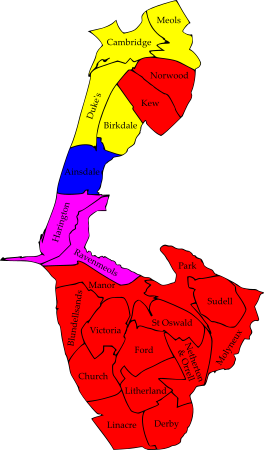 Meols
Cambridge
Norwood
Duke's
Kew
Birkdale
Ainsdale
Harington
Ravenmeols
Park
Manor
Sudell
Blundellsands
St Oswald
Victoria
Molyneux
Ford
Netherton
& Orrell
Church
Litherland
Linacre
Derby